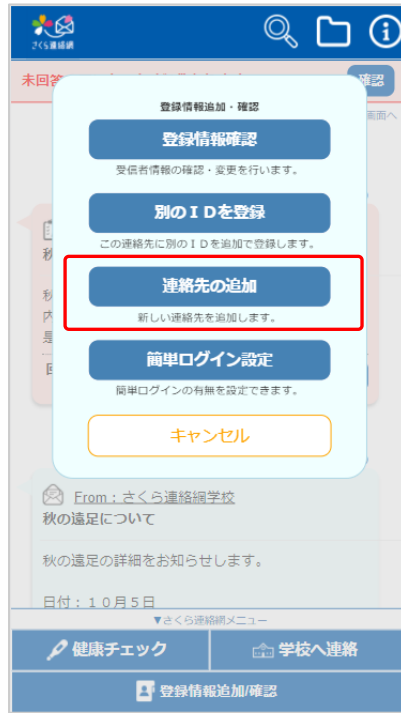 さくら連絡網
未回答
確認
画面へ
登録情報追加・確認
登録情報確認
受信者情報の確認・変更を行います。
別のIDを登録
この連絡先に別のIDを追加で登録します。
連絡先の追加
新しい連絡先を追加します。
簡単ログイン設定
簡単ログインの有無を設定できます。
キャンセル
From：さくら連絡網学校
秋の遠足について
秋の遠足の詳細をお知らせします。
日付：１０月５日
▼さくら連絡網メニュー
健康チェック
学校へ連絡
登録情報追加/確認